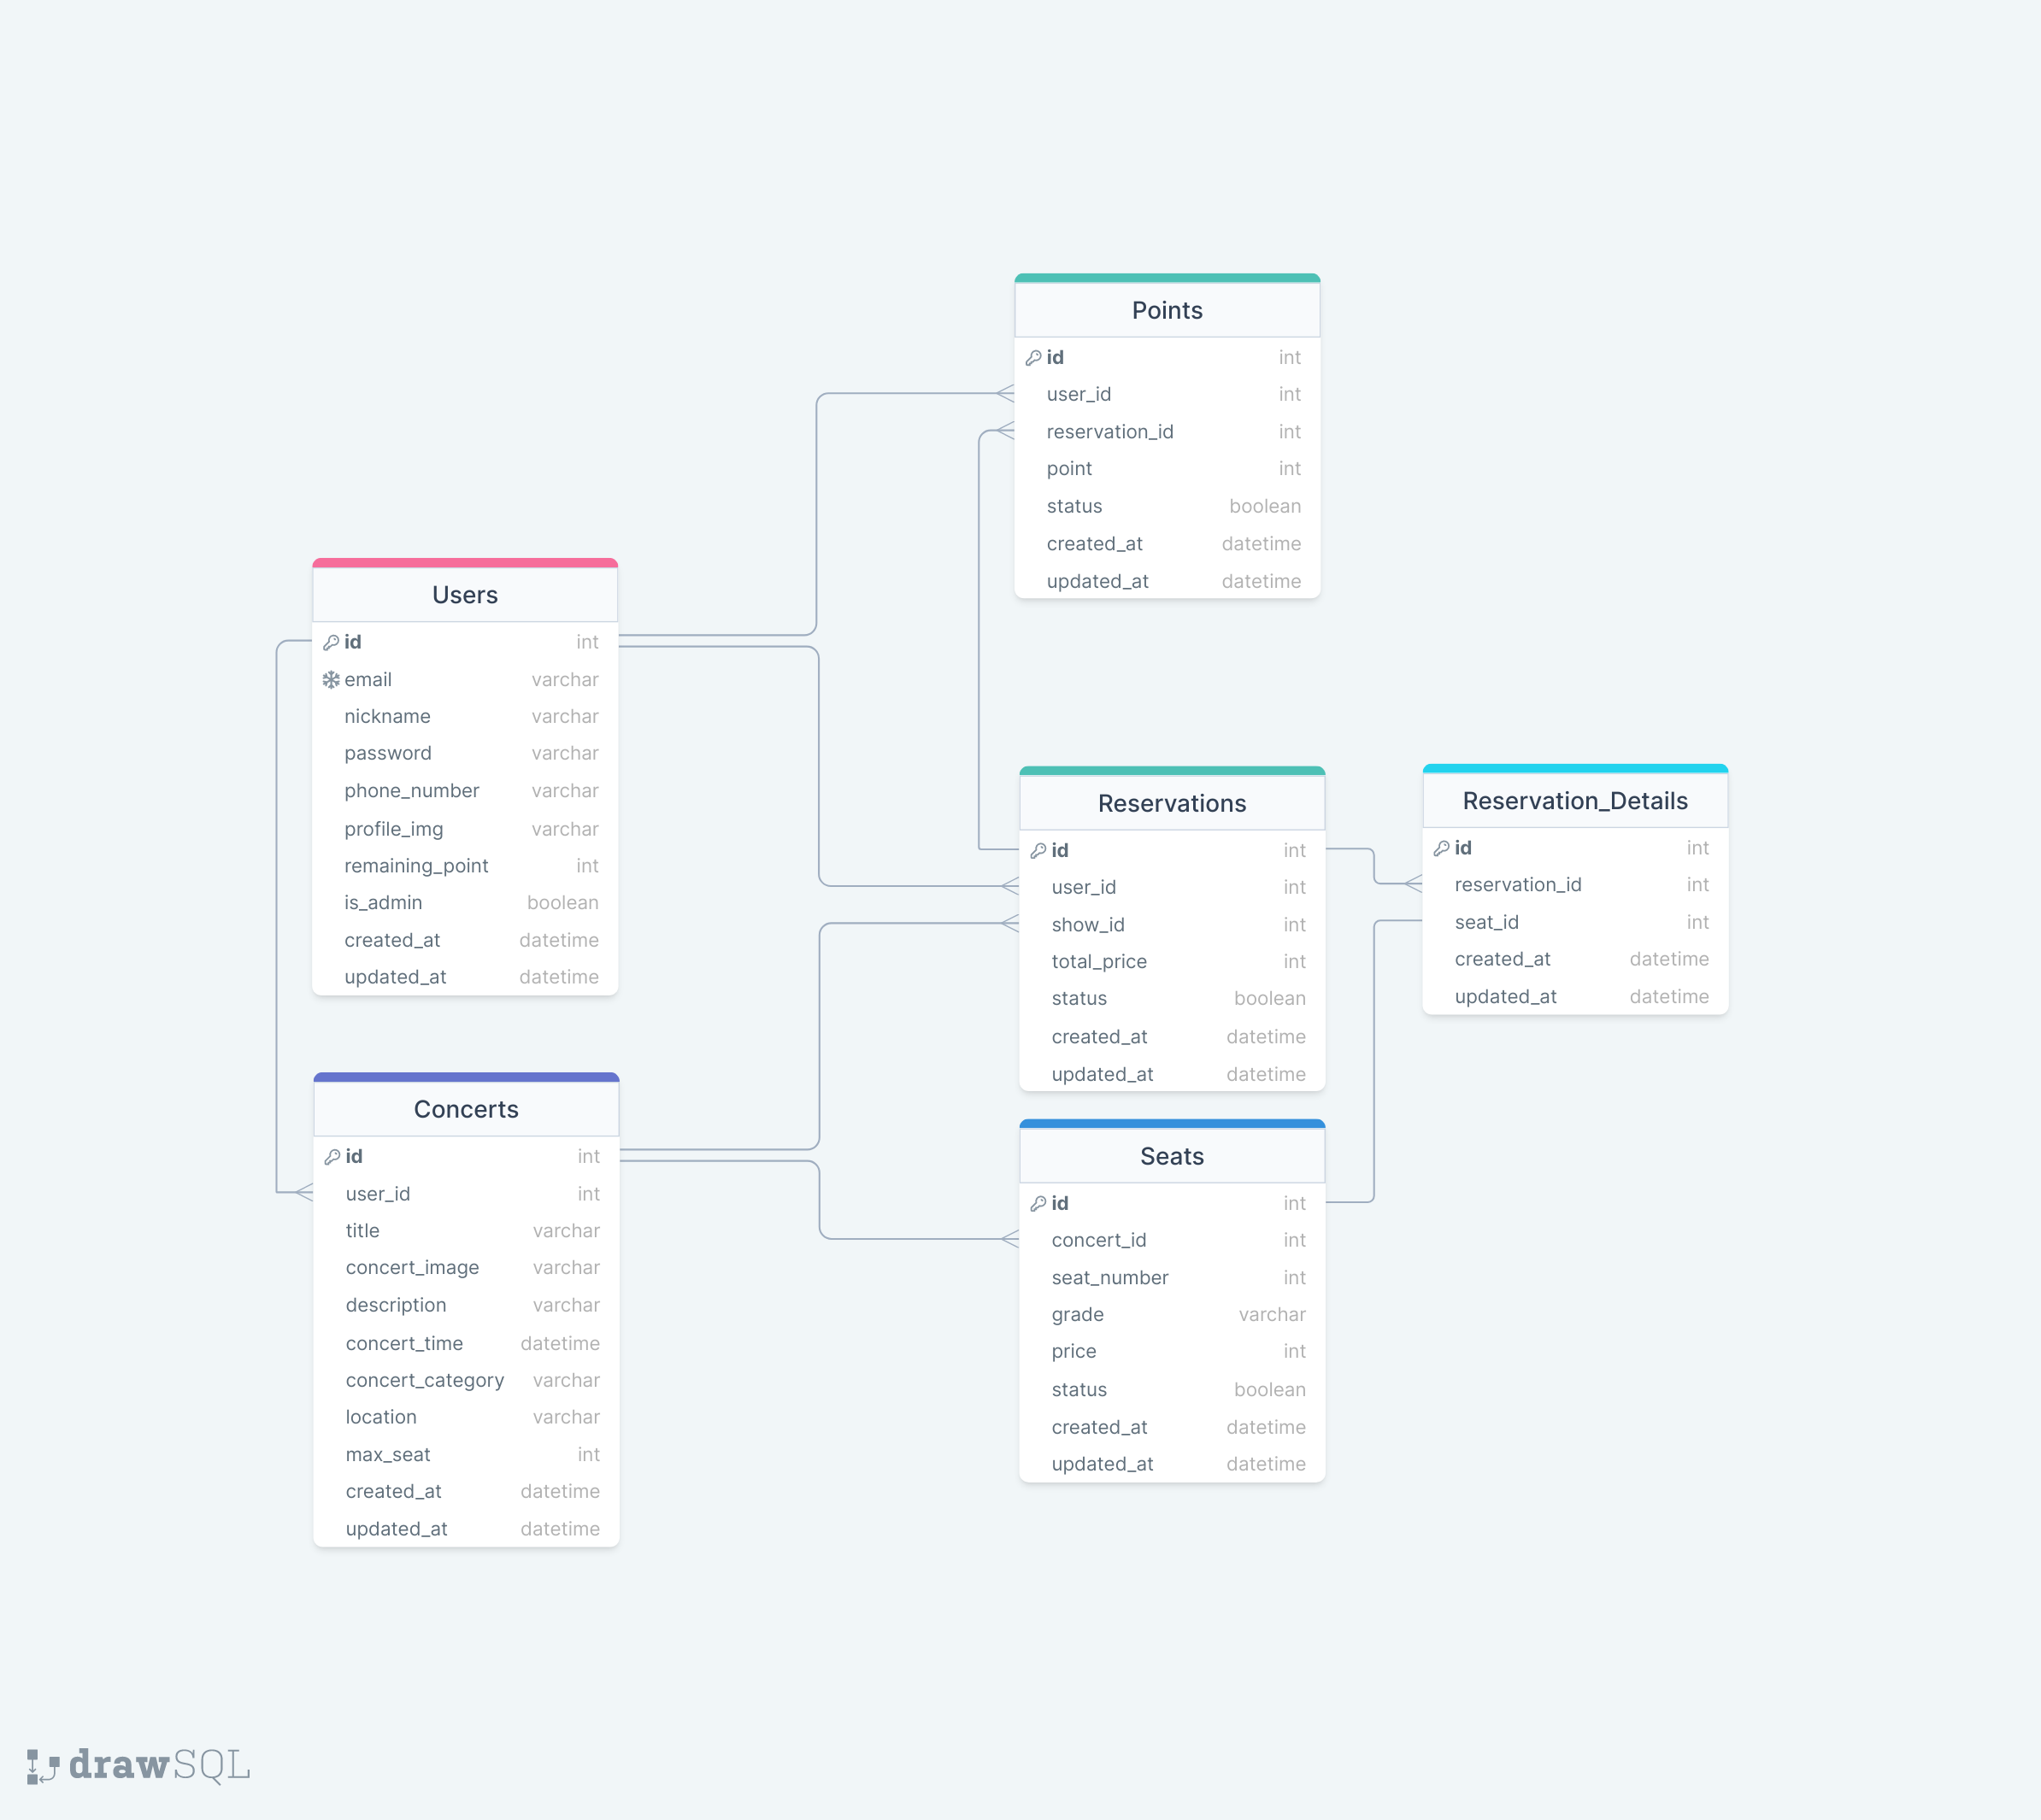 Points
id int
user_id int
reservation_id int
point int
status boolean
created_at datetime
updated_at datetime
Users
id int
email varchar
nickname varchar
password varchar
phone_number varchar
profile_img varchar
remaining_point int
is_admin boolean
created_at datetime
updated_at datetime
Reservations
id int
user_id int
show_id int
total_price int
status boolean
created_at datetime
updated_at datetime
Reservation_Details
id int
reservation_id int
seat_id int
created_at datetime
updated_at datetime
Concerts
id int
user_id int
title varchar
concert_image varchar
description varchar
concert_time datetime
concert_category varchar
location varchar
max_seat int
created_at datetime
updated_at datetime
Seats
id int
concert_id int
seat_number int
grade varchar
price int
status boolean
created_at datetime
updated_at datetime
drawSQL